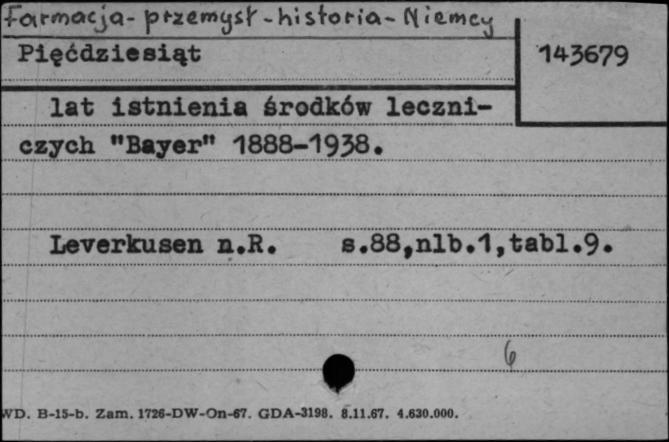 Farmacja - przemysł - historia - Niemcy
Pięćdziesiąt
143679
lat istnienia środków leczni-
czych "Bayer" 1888-1938.
Leverkusen n.R. s.88,nlb.1,tabl.9.
6
WD. B-15-b. Zam. 1726-DW-On-67. GDA-3198. 8.11.67. 4.630.000.